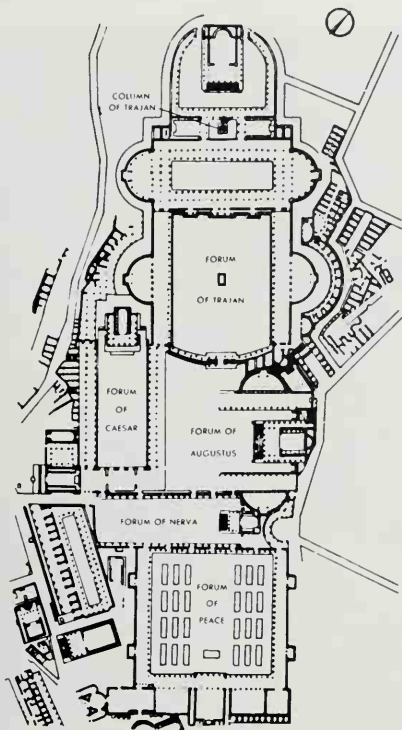 COLUMN
OF TRAJAN
FORUM
OF TRAJAN
FORUM
OF
CAESAR
FORUM OF
AUGUSTUS
FORUM OF NERVA
FORUM
OF
PEACE